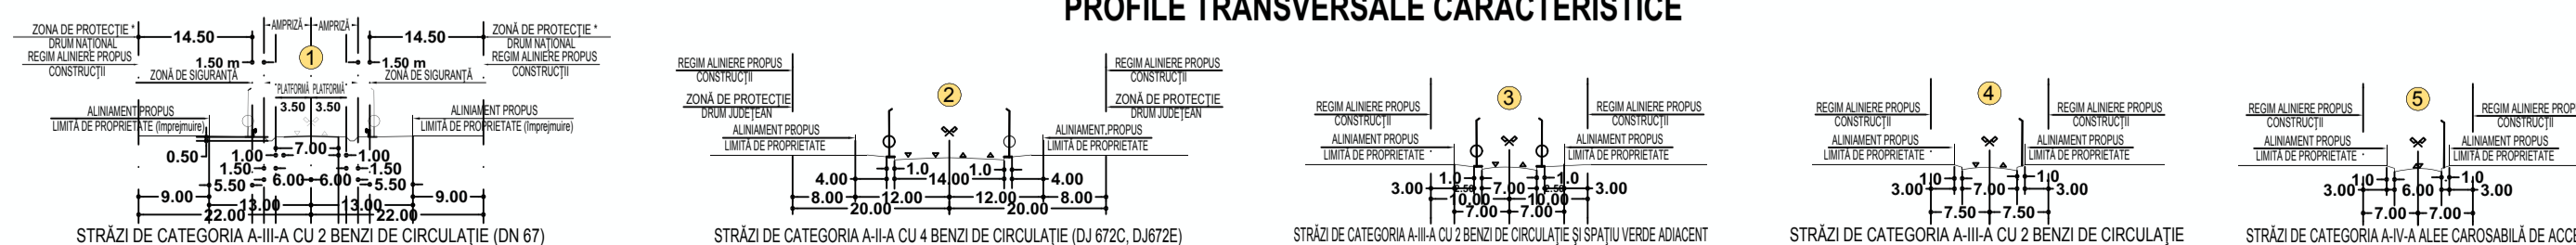 PROFILE TRANSVERSALE CARACTERISTICE
AMPRIZĂ AMPRIZĂ
ZONA DE PROTECȚIE * 14.50 14.50 ZONĂ DE PROTECȚIE *
DRUM NAȚIONAL 1 DRUM NAȚIONAL
REGIM ALINIERE PROPUS 1.50 m 1.50 m REGIM ALINIERE PROPUS
CONSTRUCȚII CONSTRUCȚII
ZONĂ DE SIGURANȚĂ ZONĂ DE SIGURANȚĂ
PLATFORMĂ PLATFORMĂ
3.50 3.50
ALINIAMENT PROPUS ALINIAMENT PROPUS
LIMITĂ DE PROPRIETATE (împrejmuire) LIMITĂ DE PROPRIETATE (împrejmuire)
7.00
0.50 1.00 1.00
1.50 1.50
5.50 6.00 6.00 5.50
9.00 9.00
13.00 13.00
22.00 22.00
STRĂZI DE CATEGORIA A-III-A CU 2 BENZI DE CIRCULAȚIE (DN 67)
REGIM ALINIERE PROPUS REGIM ALINIERE PROPUS
CONSTRUCȚII CONSTRUCȚII
2
ZONĂ DE PROTECȚIE ZONĂ DE PROTECȚIE
DRUM JUDEȚEAN DRUM JUDEȚEAN
ALINIAMENT PROPUS ALINIAMENT PROPUS
LIMITĂ DE PROPRIETATE LIMITĂ DE PROPRIETATE
1.0 1.0
4.00 14.00 4.00
8.00 12.00 12.00 8.00
20.00 20.00
STRĂZI DE CATEGORIA A-II-A CU 4 BENZI DE CIRCULAȚIE (DJ 672C, DJ672E)
3
REGIM ALINIERE PROPUS REGIM ALINIERE PROPUS
CONSTRUCȚII CONSTRUCȚII
ALINIAMENT PROPUS ALINIAMENT PROPUS
LIMITĂ DE PROPRIETATE LIMITĂ DE PROPRIETATE
1.0 1.0
3.00 2.50 7.00 2.50 3.00
10.00 10.00
7.00 7.00
STRĂZI DE CATEGORIA A-III-A CU 2 BENZI DE CIRCULAȚIE ȘI SPAȚIU VERDE ADIACENT
4
REGIM ALINIERE PROPUS REGIM ALINIERE PROPUS
CONSTRUCȚII CONSTRUCȚII
ALINIAMENT PROPUS ALINIAMENT PROPUS
LIMITĂ DE PROPRIETATE LIMITĂ DE PROPRIETATE
1.0 1.0
3.00 7.00 3.00
7.50 7.50
STRĂZI DE CATEGORIA A-III-A CU 2 BENZI DE CIRCULAȚIE
5
REGIM ALINIERE PROPUS REGIM ALINIERE PROP
CONSTRUCȚII CONSTRUCȚII
ALINIAMENT PROPUS ALINIAMENT PROPUS
LIMITĂ DE PROPRIETATE LIMITĂ DE PROPRIETATE
1.0 1.0
3.00 6.00 3.00
7.00 7.00
STRĂZI DE CATEGORIA A-IV-A ALEE CAROSABILĂ DE ACC